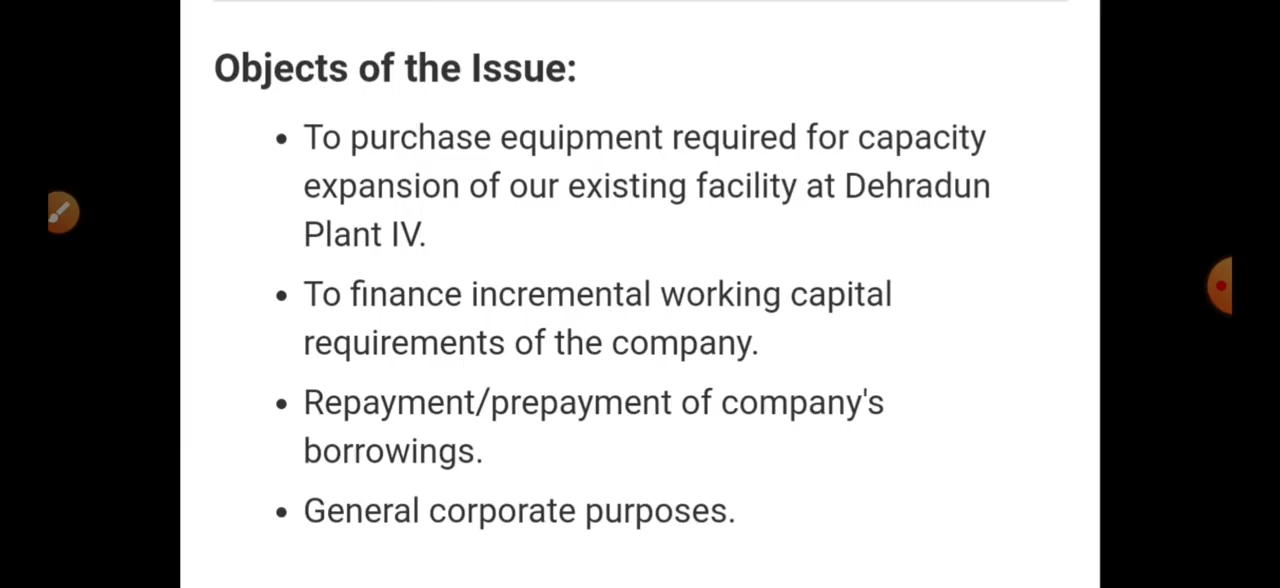 Objects of the Issue:
• To purchase equipment required for capacity
expansion of our existing facility at Dehradun
Plant IV.
• To finance incremental working capital
requirements of the company.
• Repayment/prepayment of company's
borrowings.
• General corporate purposes.